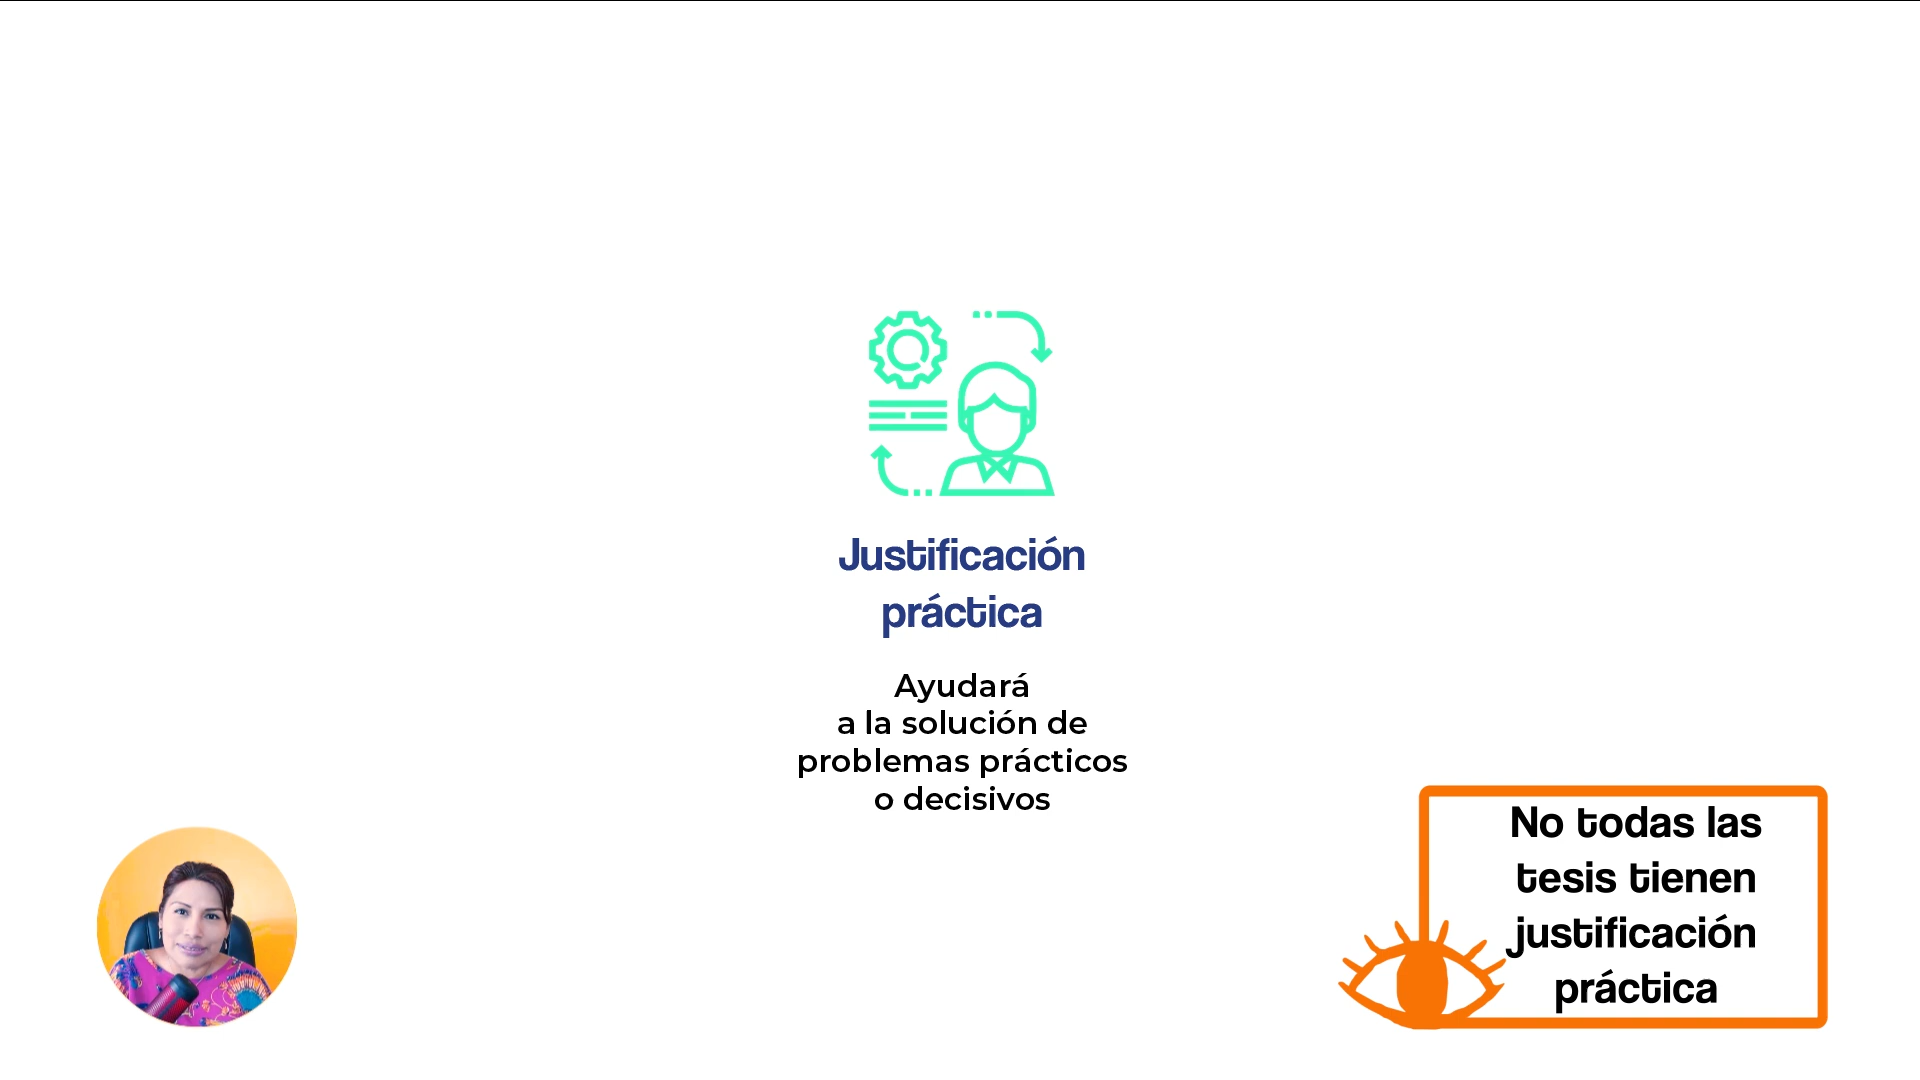 Justificación
práctica
Ayudará
a la solución de
problemas prácticos
o decisivos
No todas las
tesis tienen
justificación
práctica